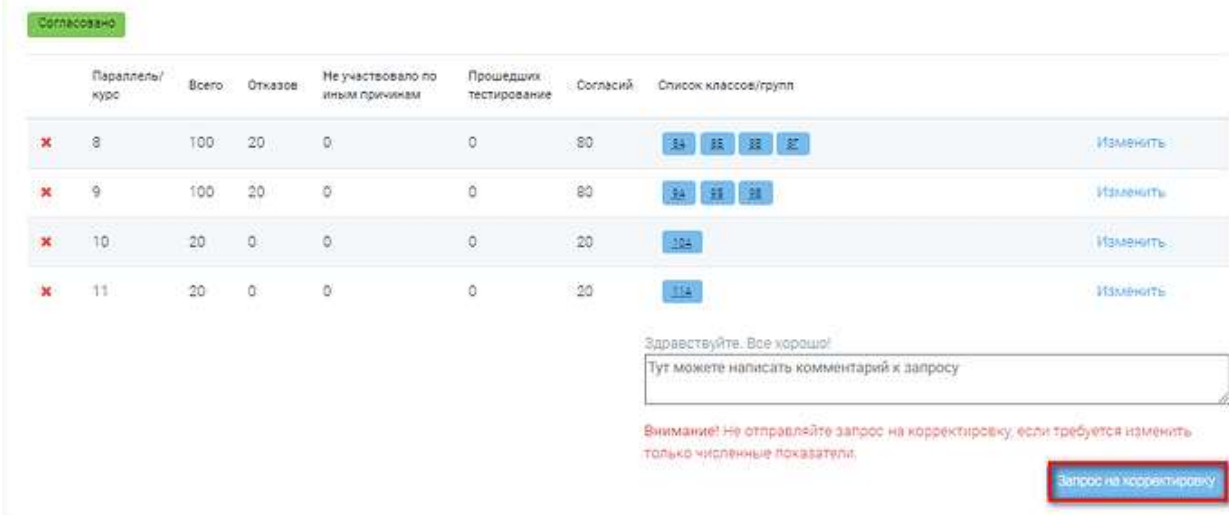 Согласовано
Параллель/ Всего Отказов Не участвовало по Прошедших Согласий Список классов/групп
курс иным причинам тестирование
8 100 20 0 0 80 8А 8Б 8В 8Г Изменить
9 100 20 0 0 80 9А 9Б 9В Изменить
10 20 0 0 0 20 10А Изменить
11 20 0 0 0 20 11А Изменить
Здравствуйте. Все хорошо!
Тут можете написать комментарий к запросу
Внимание! Не отправляйте запрос на корректировку, если требуется изменить
только численные показатели.
Запрос на корректировку